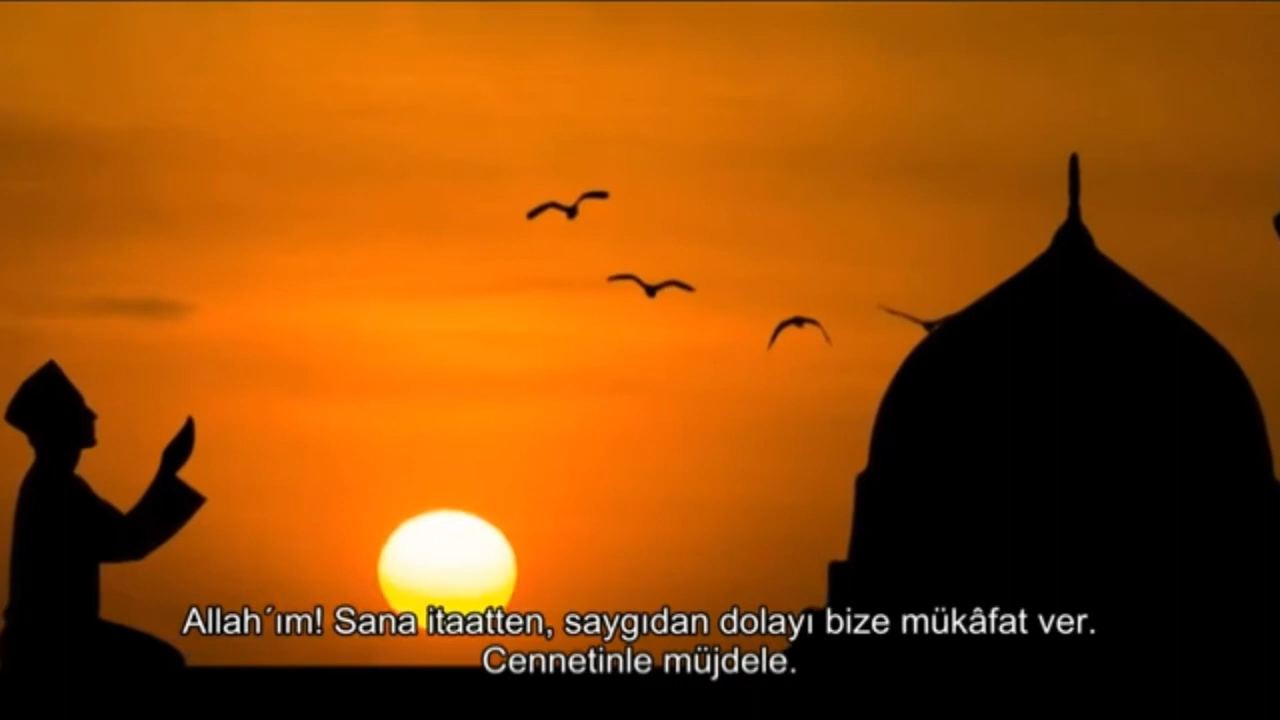 Allah´ım! Sana itaatten, saygıdan dolayı bize mükâfat ver.
Cennetinle müjdele.